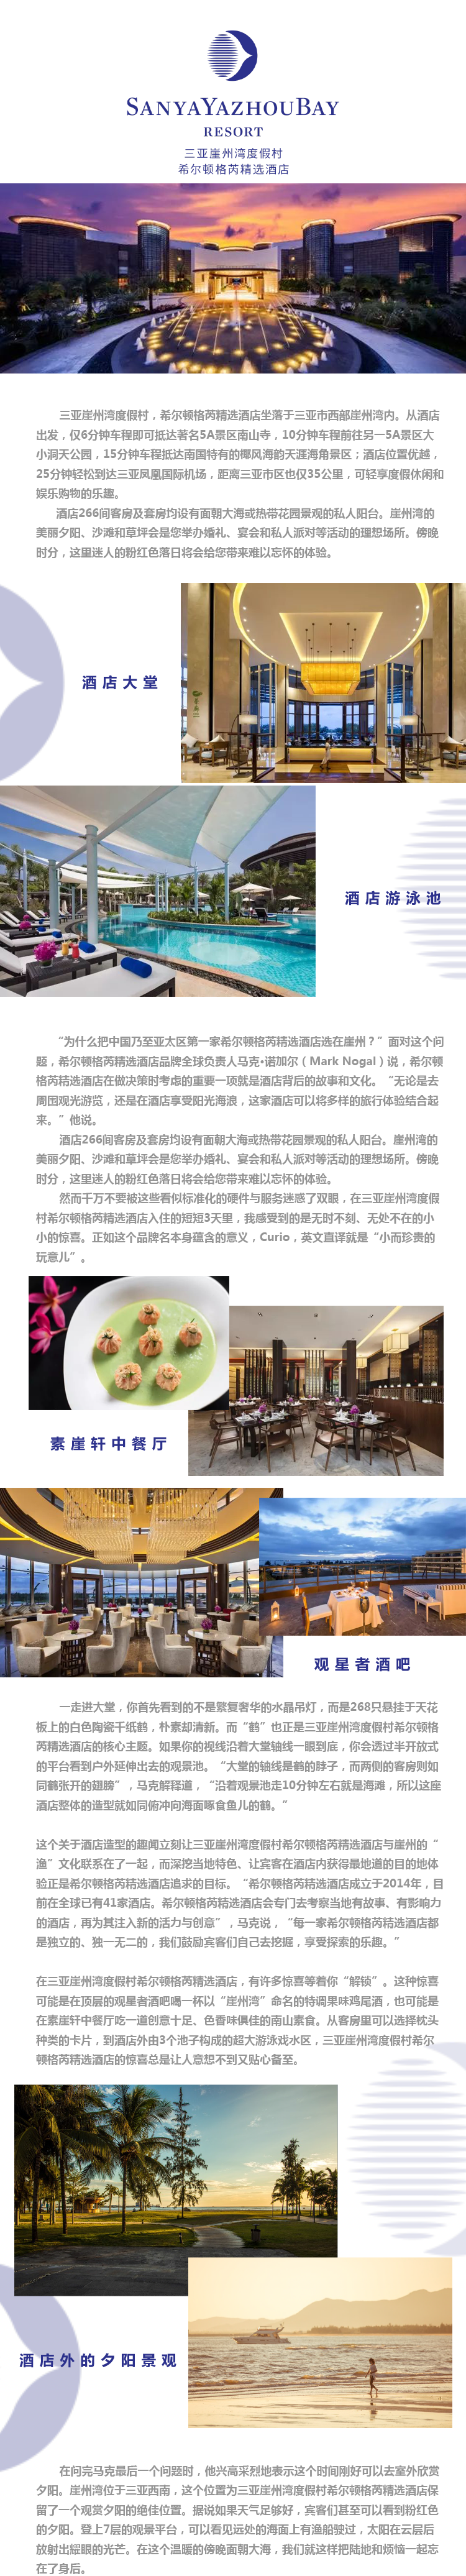 SANYAYAZHOUBAY
RESORT
三亚崖州湾度假村
希尔顿格芮精选酒店
三亚崖州湾度假村，希尔顿格芮精选酒店坐落于三亚市西部崖州湾内。从酒店
出发，仅6分钟车程即可抵达著名5A景区南山寺，10分钟车程前往另一5A景区大
小洞天公园，15分钟车程抵达南国特有的椰风海韵天涯海角景区；酒店位置优越，
25分钟轻松到达三亚凤凰国际机场，距离三亚市区也仅35公里，可轻享度假休闲和
娱乐购物的乐趣。
酒店266间客房及套房均设有面朝大海或热带花园景观的私人阳台。崖州湾的
美丽夕阳、沙滩和草坪会是您举办婚礼、宴会和私人派对等活动的理想场所。傍晚
时分，这里迷人的粉红色落日将会给您带来难以忘怀的体验。
酒店大堂
酒店游泳池
“为什么把中国乃至亚太区第一家希尔顿格芮精选酒店选在崖州？”面对这个问
题，希尔顿格芮精选酒店品牌全球负责人马克•诺加尔（Mark Nogal）说，希尔顿
格芮精选酒店在做决策时考虑的重要一项就是酒店背后的故事和文化。“无论是去
周围观光游览，还是在酒店享受阳光海浪，这家酒店可以将多样的旅行体验结合起
来。”他说。
酒店266间客房及套房均设有面朝大海或热带花园景观的私人阳台。崖州湾的
美丽夕阳、沙滩和草坪会是您举办婚礼、宴会和私人派对等活动的理想场所。傍晚
时分，这里迷人的粉红色落日将会给您带来难以忘怀的体验。
然而千万不要被这些看似标准化的硬件与服务迷惑了双眼，在三亚崖州湾度假
村希尔顿格芮精选酒店入住的短短3天里，我感受到的是无时不刻、无处不在的小
小的惊喜。正如这个品牌名本身蕴含的意义，Curio，英文直译就是“小而珍贵的
玩意儿”。
素崖轩中餐厅
观星者酒吧
一走进大堂，你首先看到的不是繁复奢华的水晶吊灯，而是268只悬挂于天花
板上的白色陶瓷千纸鹤，朴素却清新。而“鹤”也正是三亚崖州湾度假村希尔顿格
芮精选酒店的核心主题。如果你的视线沿着大堂轴线一眼到底，你会透过半开放式
的平台看到户外延伸出去的观景池。“大堂的轴线是鹤的脖子，而两侧的客房则如
同鹤张开的翅膀”，马克解释道，“沿着观景池走10分钟左右就是海滩，所以这座
酒店整体的造型就如同俯冲向海面啄食鱼儿的鹤。”
这个关于酒店造型的趣闻立刻让三亚崖州湾度假村希尔顿格芮精选酒店与崖州的“
渔”文化联系在了一起，而深挖当地特色、让宾客在酒店内获得最地道的目的地体
验正是希尔顿格芮精选酒店追求的目标。“希尔顿格芮精选酒店成立于2014年，目
前在全球已有41家酒店。希尔顿格芮精选酒店会专门去考察当地有故事、有影响力
的酒店，再为其注入新的活力与创意”，马克说，“每一家希尔顿格芮精选酒店都
是独立的、独一无二的，我们鼓励宾客们自己去挖掘，享受探索的乐趣。”
在三亚崖州湾度假村希尔顿格芮精选酒店，有许多惊喜等着你“解锁”。这种惊喜
可能是在顶层的观星者酒吧喝一杯以“崖州湾”命名的特调果味鸡尾酒，也可能是
在素崖轩中餐厅吃一道创意十足、色香味俱佳的南山素食。从客房里可以选择枕头
种类的卡片，到酒店外由3个池子构成的超大游泳戏水区，三亚崖州湾度假村希尔
顿格芮精选酒店的惊喜总是让人意想不到又贴心备至。
酒店外的夕阳景观
在问完马克最后一个问题时，他兴高采烈地表示这个时间刚好可以去室外欣赏
夕阳。崖州湾位于三亚西南，这个位置为三亚崖州湾度假村希尔顿格芮精选酒店保
留了一个观赏夕阳的绝佳位置。据说如果天气足够好，宾客们甚至可以看到粉红色
的夕阳。登上7层的观景平台，可以看见远处的海面上有渔船驶过，太阳在云层后
放射出耀眼的光芒。在这个温暖的傍晚面朝大海，我们就这样把陆地和烦恼一起忘
在了身后。